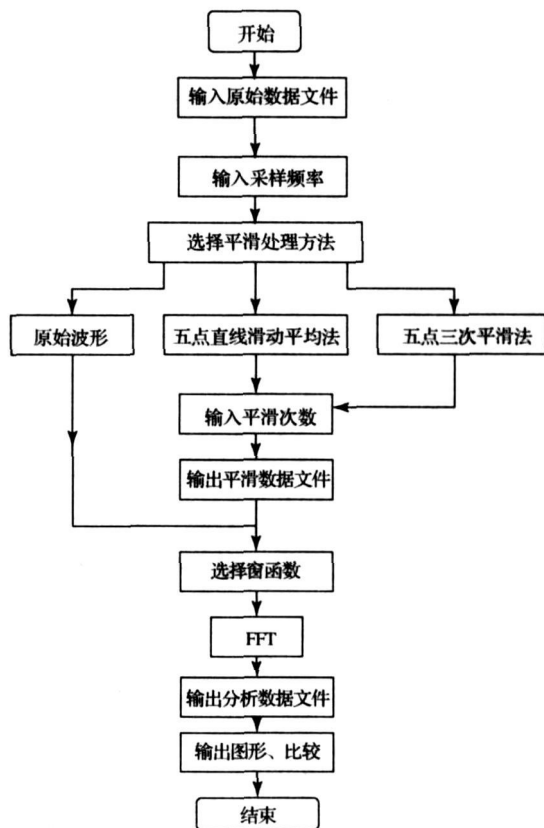 开始
输入原始数据文件
输入采样频率
选择平滑处理方法
原始波形
五点直线滑动平均法
五点三次平滑法
输入平滑次数
输出平滑数据文件
选择窗函数
FFT
输出分析数据文件
输出图形、比较
结束